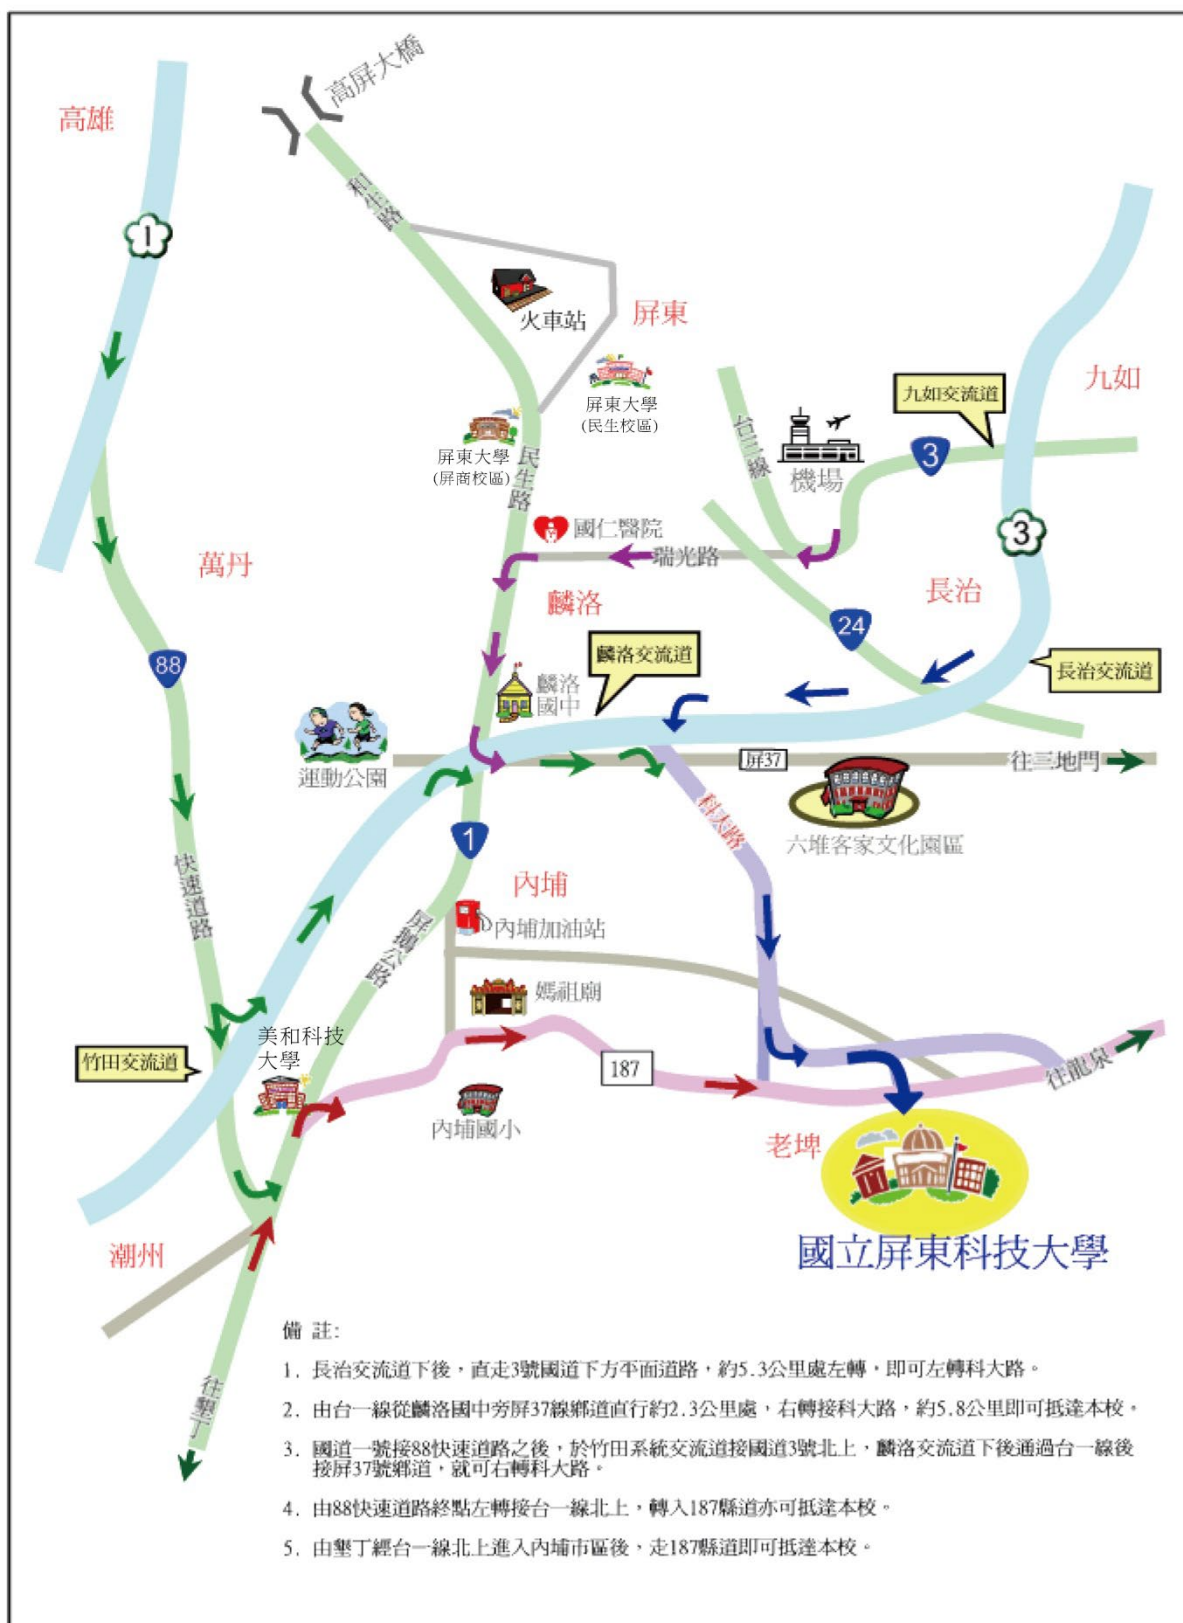 高屏大橋
高雄
1
和生路
火車站
屏東
屏東大學
(民生校區)
屏東大學
(屏商校區)
民生路
台三線
機場
九如交流道
九如
3
3
國仁醫院
瑞光路
萬丹
麟洛
長治
24
88
麟洛交流道
長治交流道
麟洛
國中
運動公園
屏37
往三地門
科大路
六堆客家文化園區
1
快速道路
內埔
屏鵝公路
內埔加油站
媽祖廟
美和科技
大學
竹田交流道
187
往龍泉
內埔國小
老埤
潮州
國立屏東科技大學
往墾丁
備 註:
1. 長治交流道下後，直走3號國道下方平面道路，約5.3公里處左轉，即可左轉科大路。
2. 由台一線從麟洛國中旁屏37線鄉道直行約2.3公里處，右轉接科大路，約5.8公里即可抵達本校。
3. 國道一號接88快速道路之後，於竹田系統交流道接國道3號北上，麟洛交流道下後通過台一線後
接屏37號鄉道，就可右轉科大路。
4. 由88快速道路終點左轉接台一線北上，轉入187縣道亦可抵達本校。
5. 由墾丁經台一線北上進入內埔市區後，走187縣道即可抵達本校。